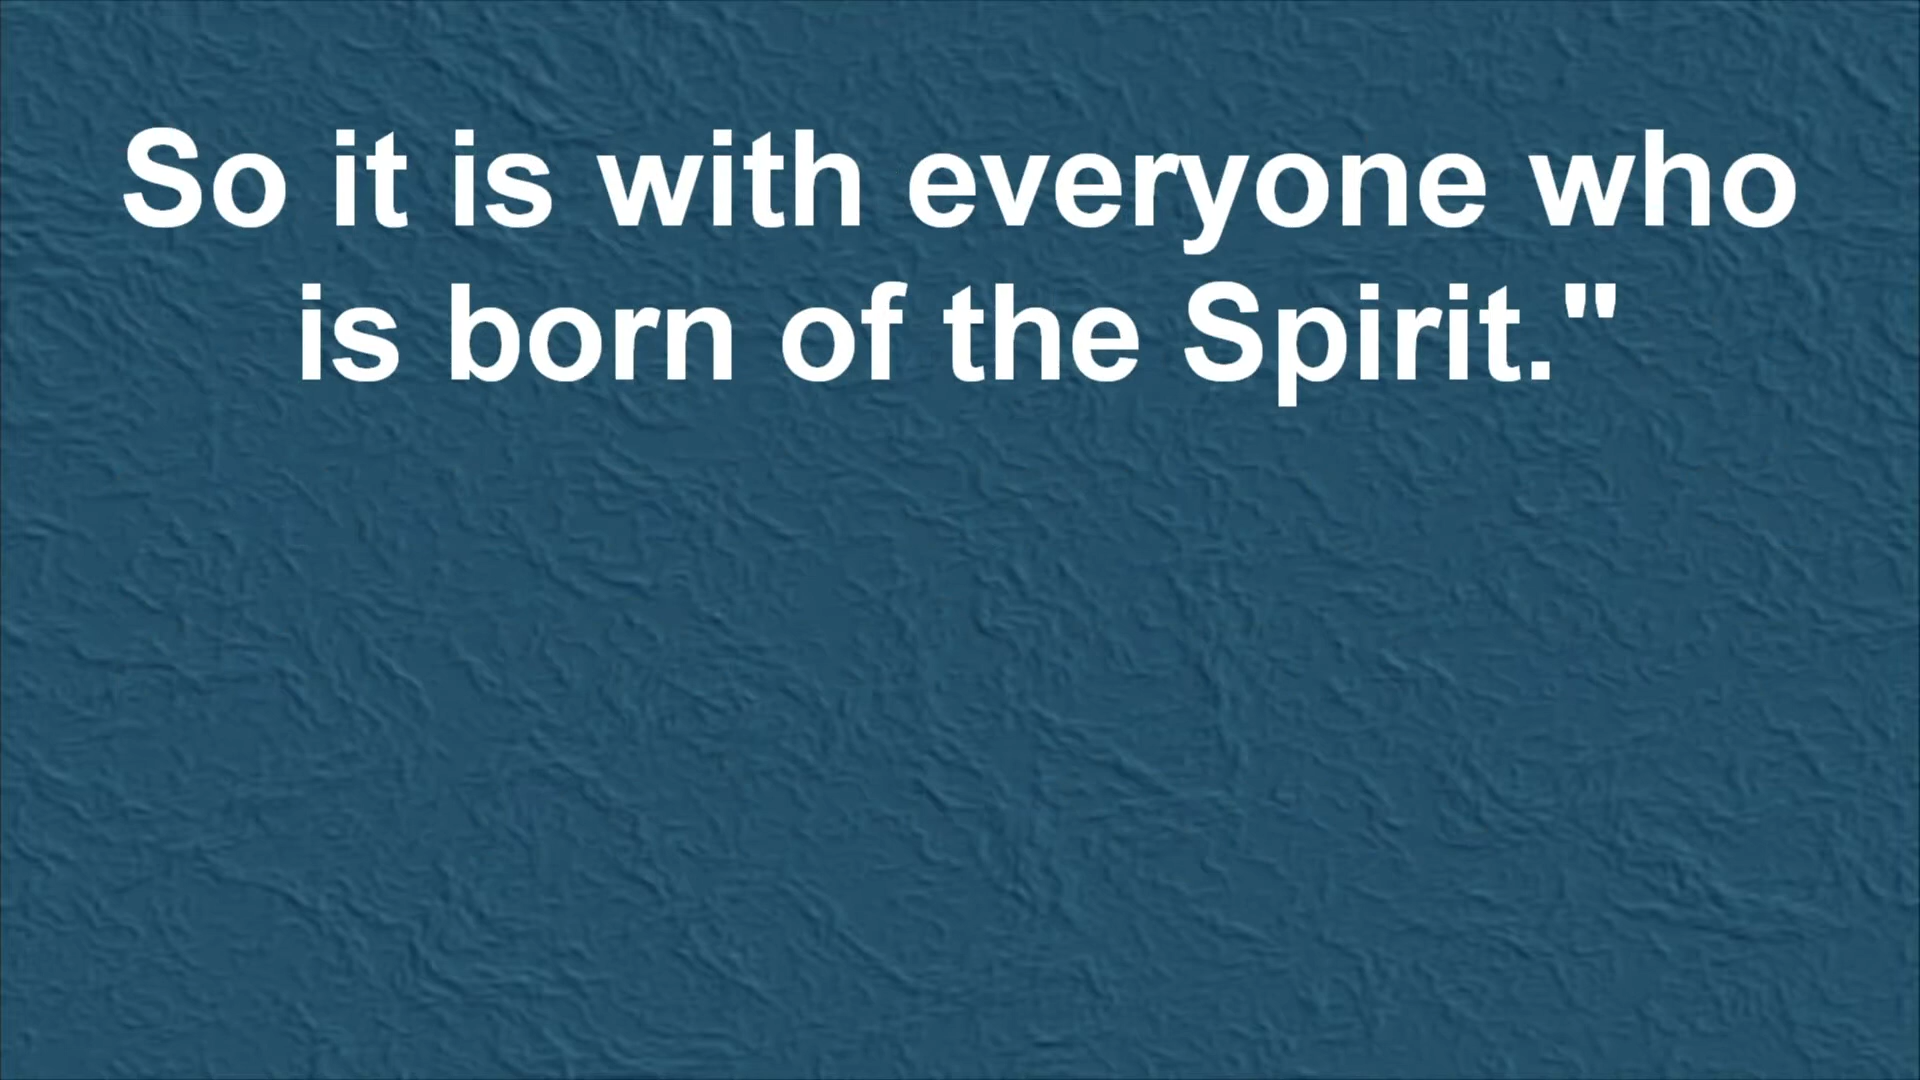 So it is with everyone who
is born of the Spirit."